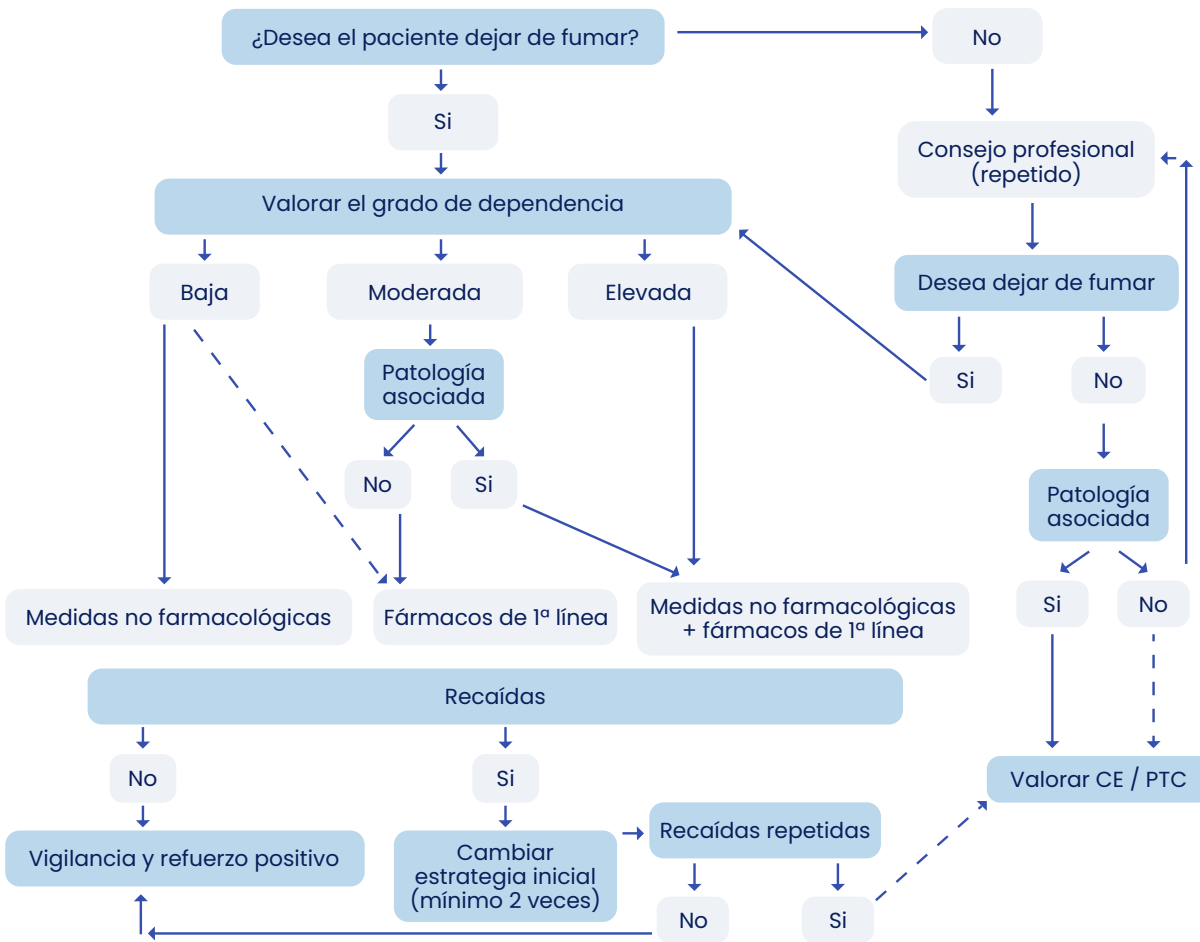 ¿Desea el paciente dejar de fumar?
No
Si
Consejo profesional
(repetido)
Valorar el grado de dependencia
Desea dejar de fumar
Baja
Moderada
Elevada
Si
No
Patología
asociada
No
Si
Patología
asociada
Si
No
Medidas no farmacológicas
Fármacos de 1ª línea
Medidas no farmacológicas
+ fármacos de 1ª línea
Recaídas
No
Si
Valorar CE / PTC
Vigilancia y refuerzo positivo
Cambiar
estrategia inicial
(mínimo 2 veces)
Recaídas repetidas
No
Si